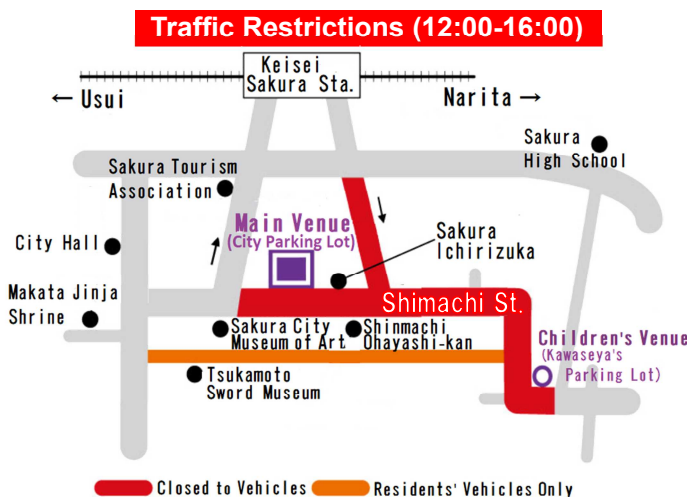 Traffic Restrictions (12:00-16:00)
Keisei
Sakura Sta.
← Usui
Narita →
Sakura
High School
Sakura Tourism
Association
Main Venue
(City Parking Lot)
Sakura
Ichirizuka
City Hall
Makata Jinja
Shrine
Shimachi St.
Sakura City
Museum of Art
Shinmachi
Ohayashi-kan
Children's Venue
(Kawaseya's
Parking Lot)
Tsukamoto
Sword Museum
Closed to Vehicles
Residents' Vehicles Only